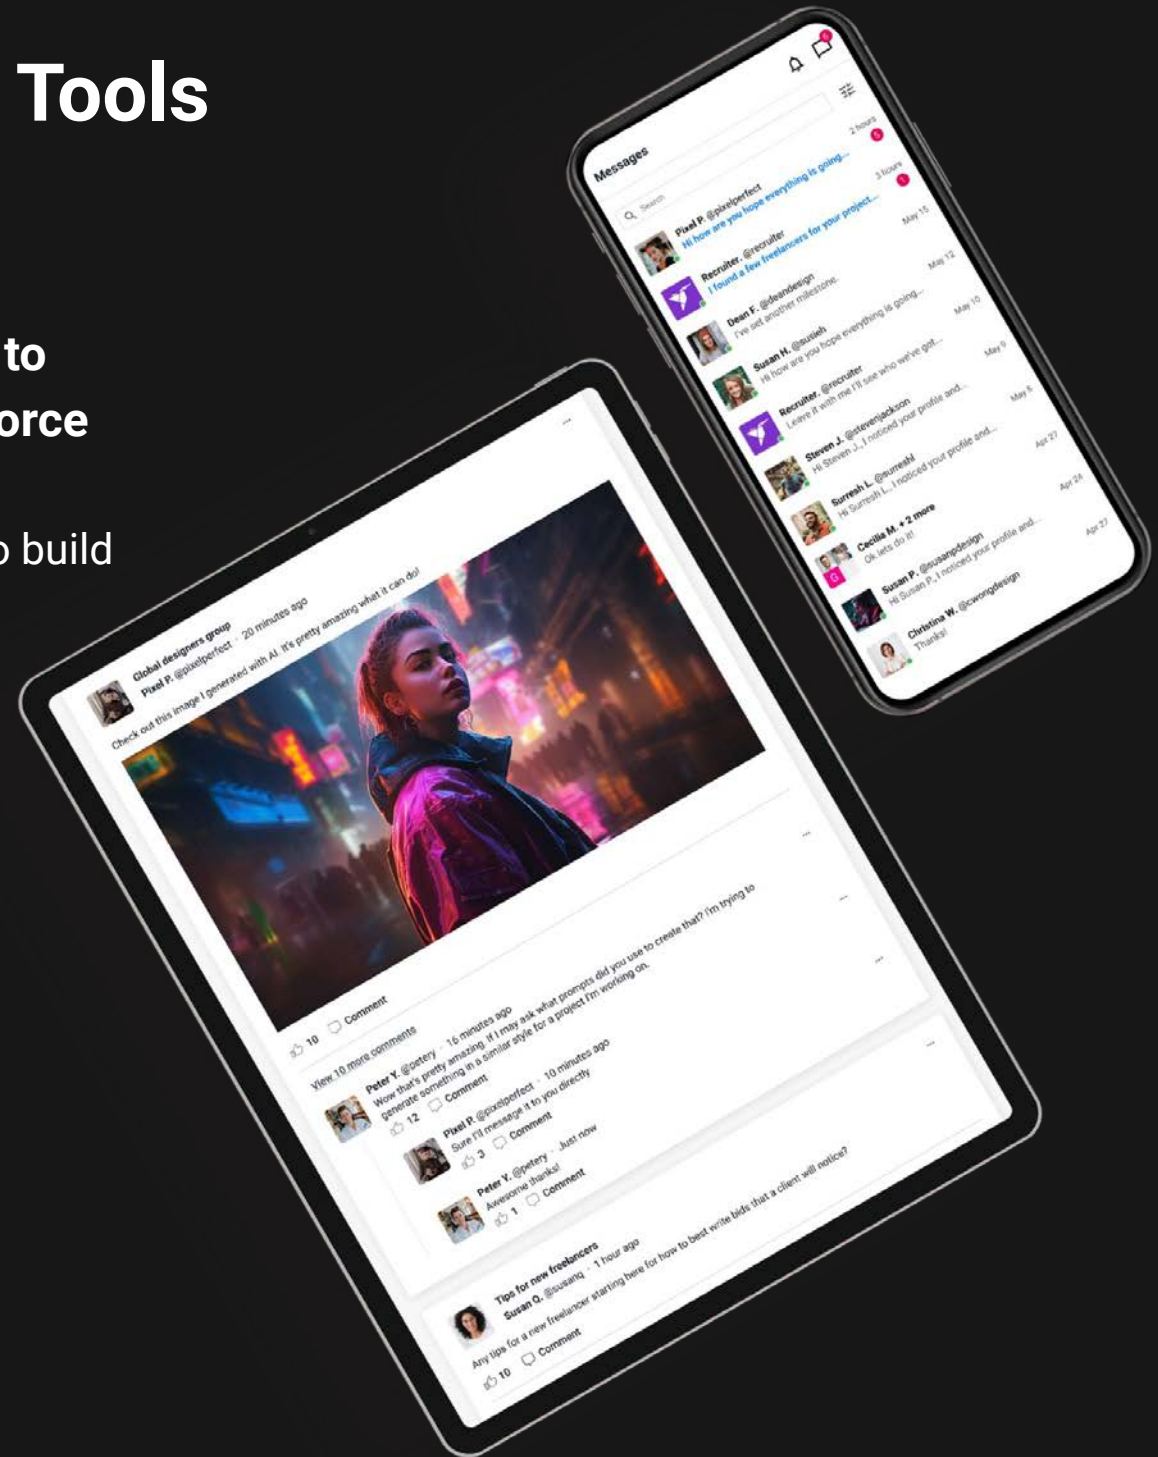 Tools
to
orce
o build
6
Messages
Search
Pixel P. @pixelperfect
2 hours
Hi how are you hope everything is going...
5
Recruiter. @recruiter
3 hours
I found a few freelancers for your project...
1
Dean F. @deandesign
May 15
I've set another milestone.
Susan H. @susieh
May 12
Hi how are you hope everything is going...
Recruiter. @recruiter
May 10
Leave it with me I'll see who we've got...
Steven J. @stevenjackson
May 9
Hi Steven J., I noticed your profile and...
Surresh L. @surreshl
May 5
Hi Surresh L., I noticed your profile and...
Cecilia M. + 2 more
Apr 27
Ok lets do it!
G
Susan P. @susanpdesign
Apr 24
Hi Susan P., I noticed your profile and...
Christina W. @cwongdesign
Apr 27
Thanks!
Global designers group
Pixel P. @pixelperfect · 20 minutes ago
Check out this image I generated with AI. It's pretty amazing what it can do!
10 Comment
View 10 more comments
Peter Y. @petery · 16 minutes ago
Wow that's pretty amazing. If I may ask what prompts did you use to create that? I'm trying to
generate something in a similar style for a project I'm working on.
12 Comment
Pixel P. @pixelperfect · 10 minutes ago
Sure I'll message it to you directly
3 Comment
Peter Y. @petery · Just now
Awesome thanks!
1 Comment
Tips for new freelancers
Susan Q. @susanq · 1 hour ago
Any tips for a new freelancer starting here for how to best write bids that a client will notice?
10 Comment